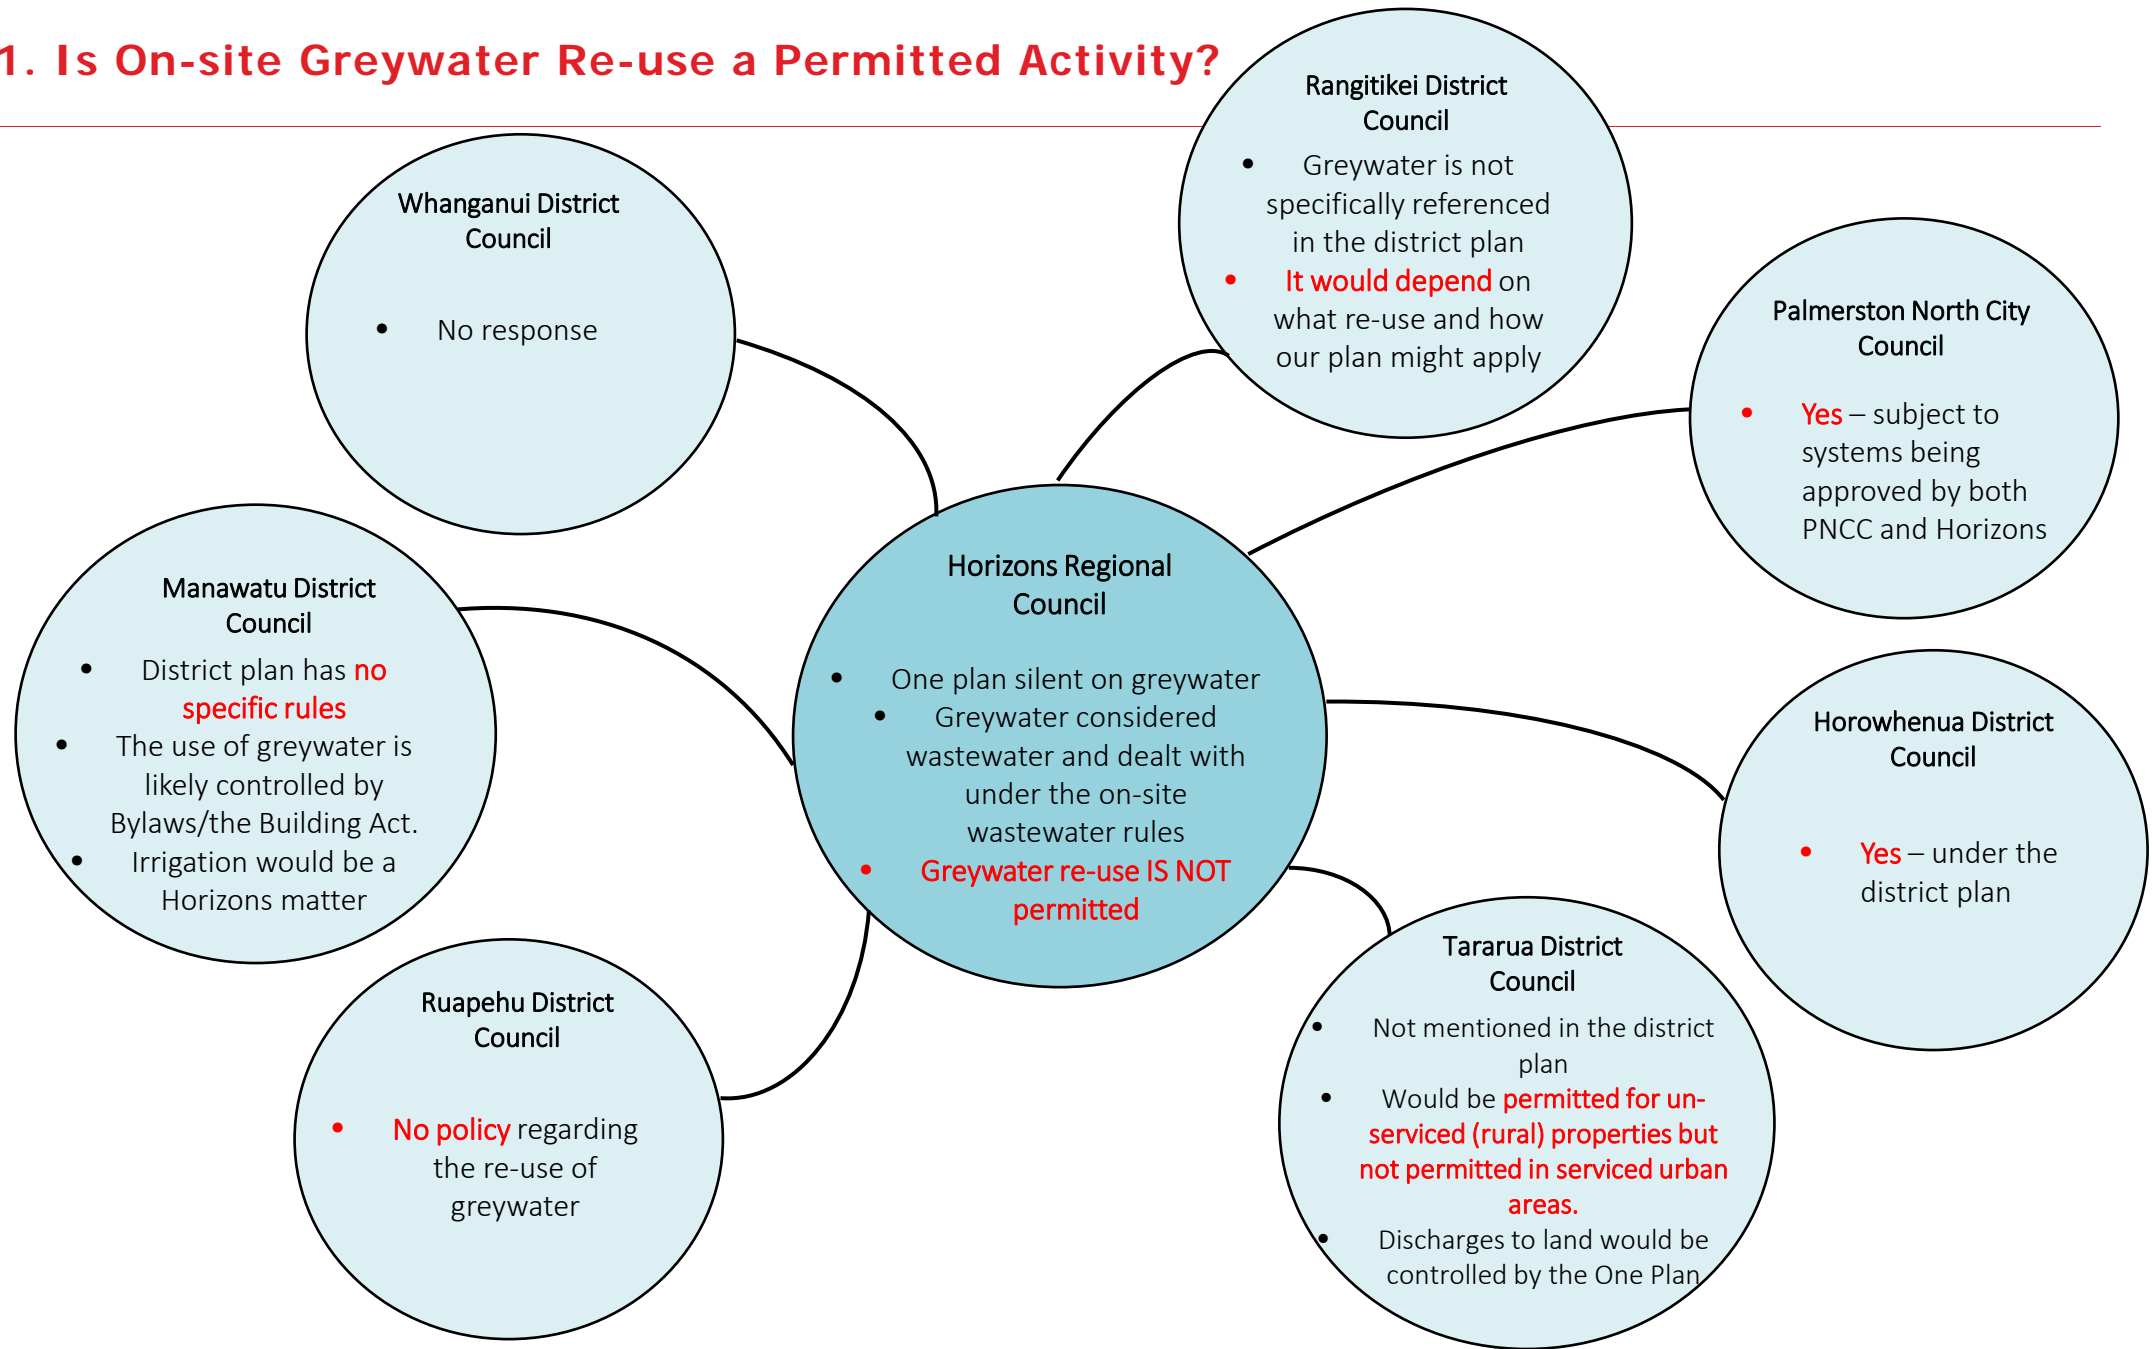 1. Is On-site Greywater Re-use a Permitted Activity?
Rangitikei District
Council
• Greywater is not
specifically referenced
in the district plan
• It would depend on
what re-use and how
our plan might apply
Whanganui District
Council
• No response
Palmerston North City
Council
• Yes – subject to
systems being
approved by both
PNCC and Horizons
Horizons Regional
Council
• One plan silent on greywater
• Greywater considered
wastewater and dealt with
under the on-site
wastewater rules
• Greywater re-use IS NOT
permitted
Manawatu District
Council
• District plan has no
specific rules
• The use of greywater is
likely controlled by
Bylaws/the Building Act.
• Irrigation would be a
Horizons matter
Horowhenua District
Council
• Yes – under the
district plan
Ruapehu District
Council
• No policy regarding
the re-use of
greywater
Tararua District
Council
• Not mentioned in the district
plan
• Would be permitted for un-
serviced (rural) properties but
not permitted in serviced urban
areas.
• Discharges to land would be
controlled by the One Plan